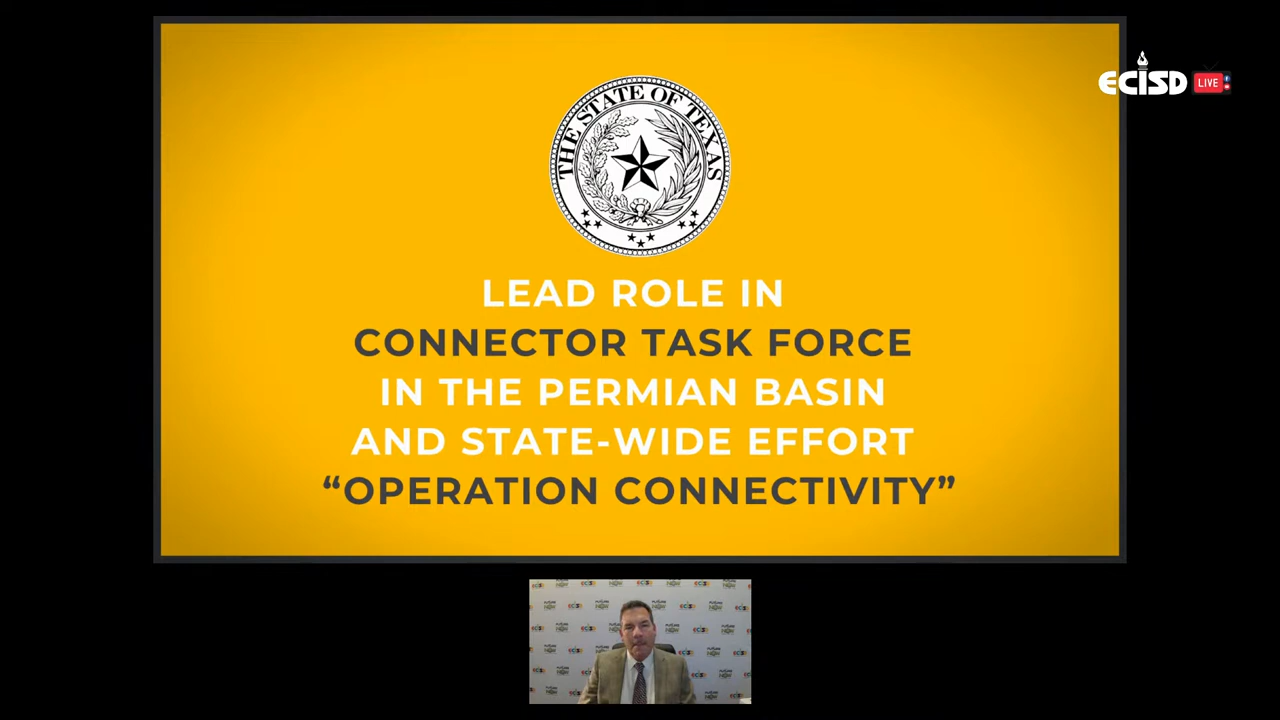 ECISD
LIVE
THE STATE OF TEXAS
LEAD ROLE IN
CONNECTOR TASK FORCE
IN THE PERMIAN BASIN
AND STATE-WIDE EFFORT
“OPERATION CONNECTIVITY”